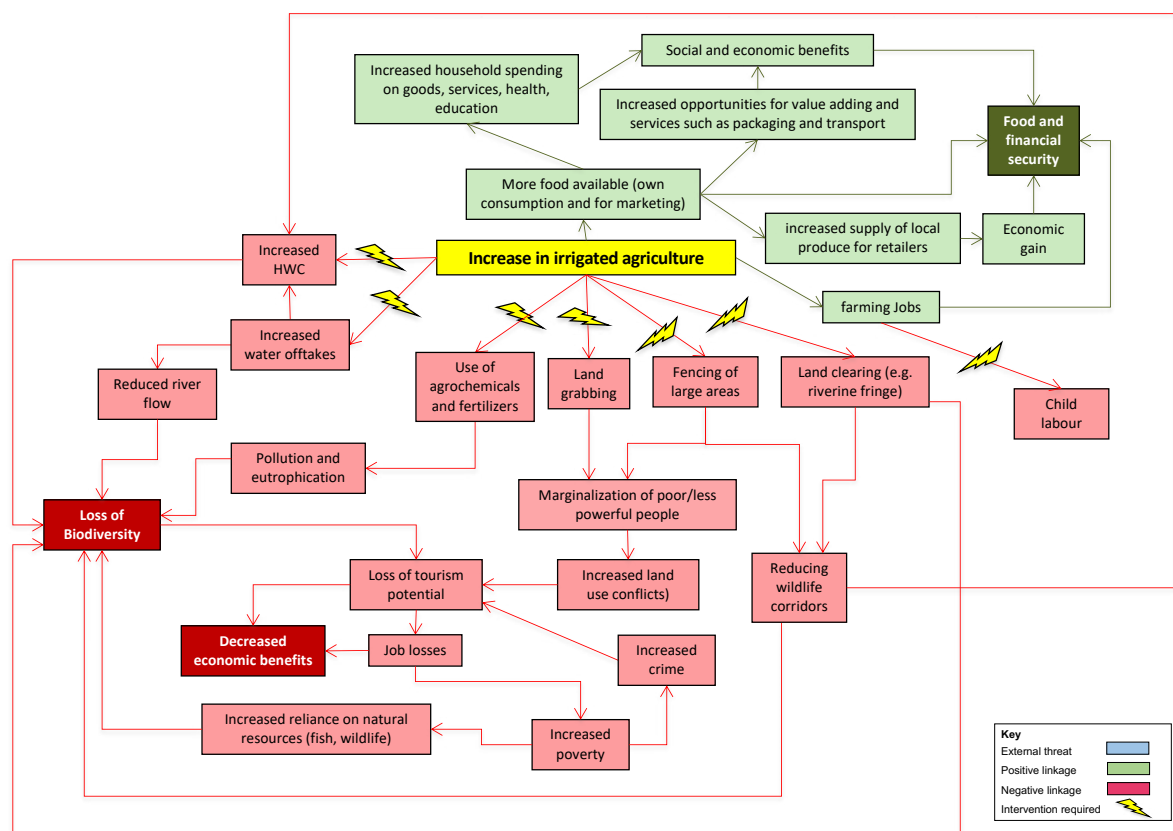 Social and economic benefits
Increased household spending
on goods, services, health,
education
Increased opportunities for value adding and
services such as packaging and transport
Food and
financial
security
More food available (own
consumption and for marketing)
increased supply of local
produce for retailers
Economic
gain
Increased
HWC
Increase in irrigated agriculture
farming Jobs
Increased
water offtakes
Reduced river
flow
Use of
agrochemicals
and fertilizers
Land
grabbing
Fencing of
large areas
Land clearing (e.g.
riverine fringe)
Child
labour
Pollution and
eutrophication
Marginalization of poor/less
powerful people
Loss of
Biodiversity
Loss of tourism
potential
Increased land
use conflicts)
Reducing
wildlife
corridors
Decreased
economic benefits
Job losses
Increased
crime
Increased reliance on natural
resources (fish, wildlife)
Increased
poverty
Key
External threat
Positive linkage
Negative linkage
Intervention required